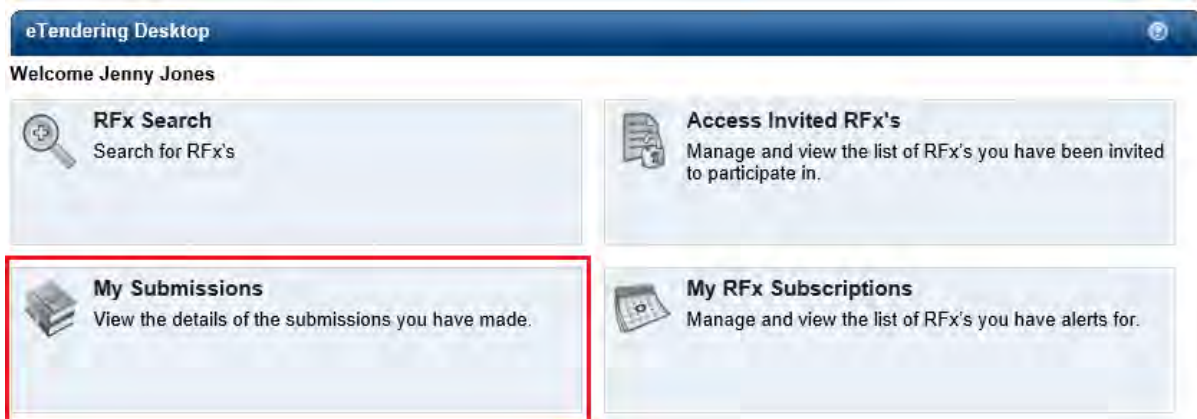 eTendering Desktop
Welcome Jenny Jones
RFx Search
Search for RFx's
Access Invited RFx's
Manage and view the list of RFx's you have been invited
to participate in.
My Submissions
View the details of the submissions you have made.
My RFx Subscriptions
Manage and view the list of RFx's you have alerts for.